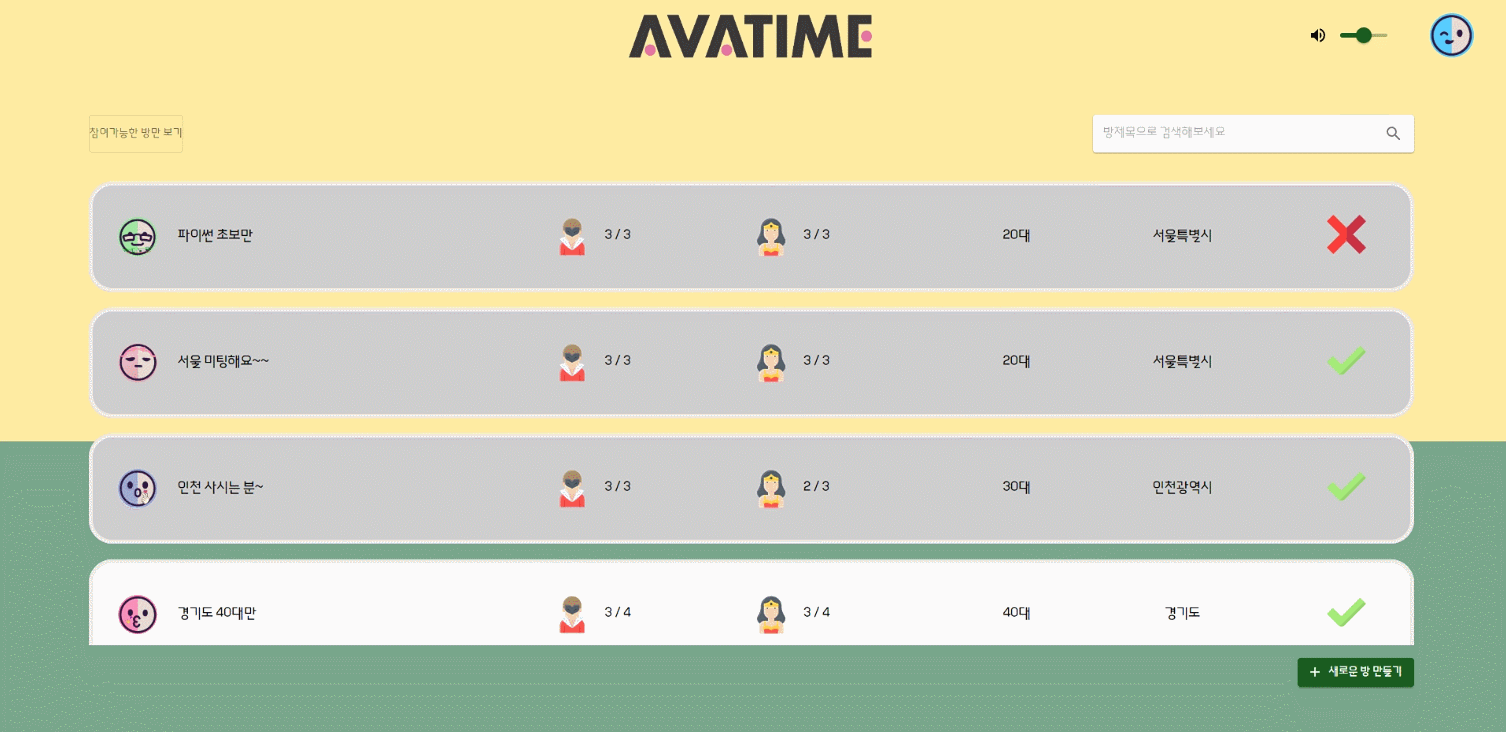 AVATIME
참여가능한 방만 보기
방제목으로 검색해보세요
파이썬 초보만 3 / 3 3 / 3 20대 서울특별시
서울 미팅해요~~ 3 / 3 3 / 3 20대 서울특별시
인천 사시는 분~ 3 / 3 2 / 3 30대 인천광역시
경기도 40대만 3 / 4 3 / 4 40대 경기도
+ 새로운 방 만들기